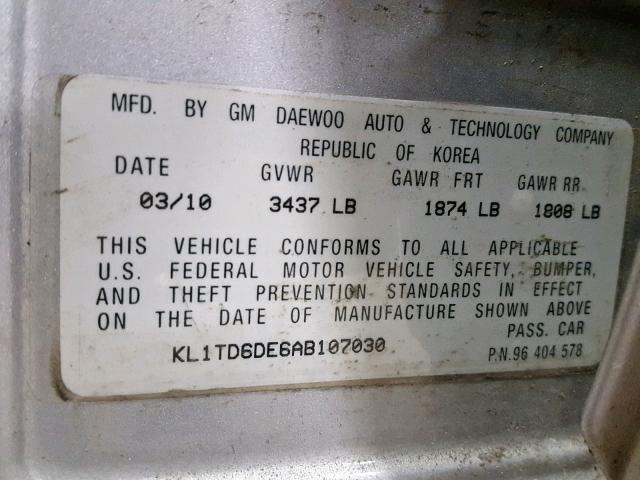 MFD. BY GM DAEWOO AUTO & TECHNOLOGY COMPANY
REPUBLIC OF KOREA
DATE GVWR GAWR FRT GAWR RR
03/10 3437 LB 1874 LB 1808 LB
THIS VEHICLE CONFORMS TO ALL APPLICABLE
U.S. FEDERAL MOTOR VEHICLE SAFETY, BUMPER,
AND THEFT PREVENTION STANDARDS IN EFFECT
ON THE DATE OF MANUFACTURE SHOWN ABOVE
PASS. CAR
KL1TD6DE6AB107030
P.N.96 404 578